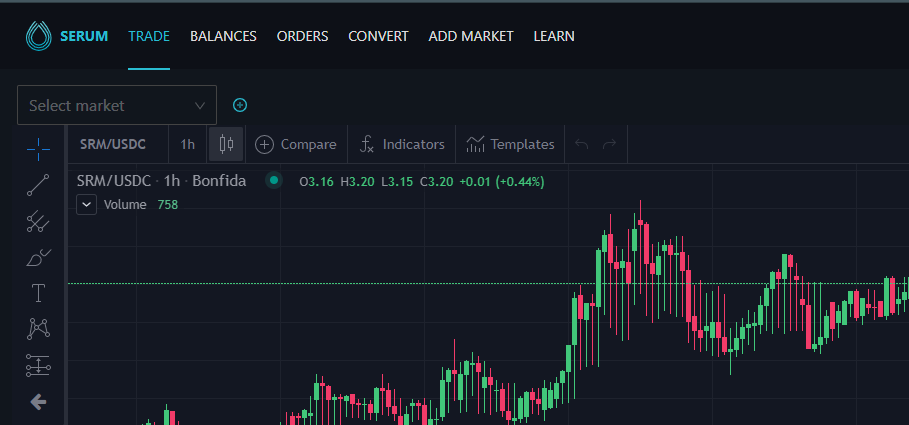 SERUM TRADE BALANCES ORDERS CONVERT ADD MARKET LEARN
Select market
SRM/USDC 1h Compare Indicators Templates
SRM/USDC · 1h · Bonfida O3.16 H3.20 L3.15 C3.20 +0.01 (+0.44%)
Volume 758